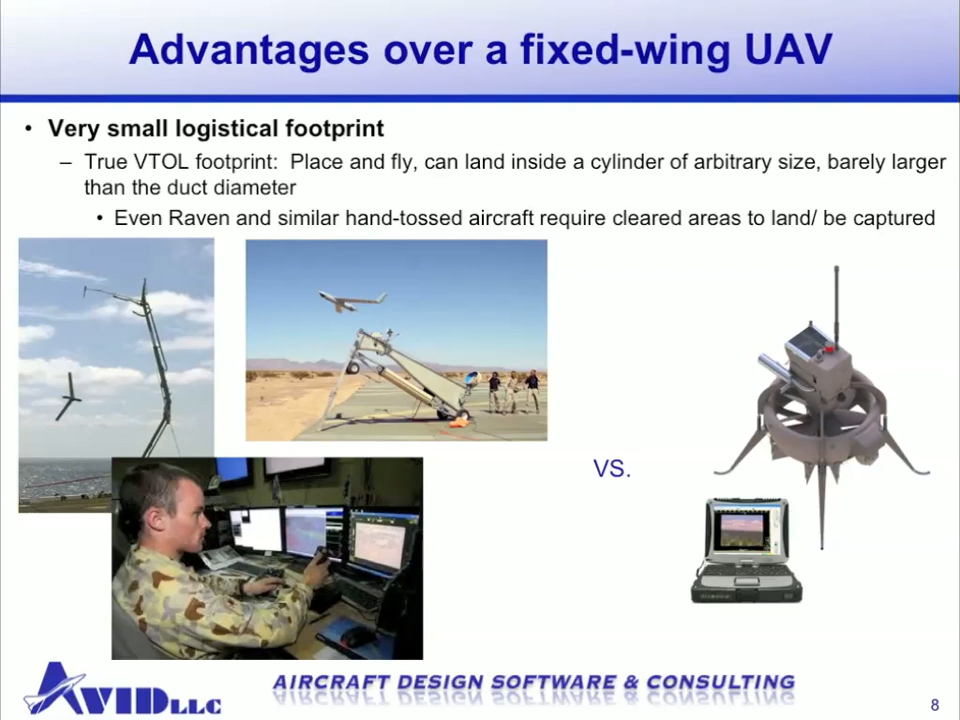 Advantages over a fixed-wing UAV
• Very small logistical footprint
– True VTOL footprint: Place and fly, can land inside a cylinder of arbitrary size, barely larger
than the duct diameter
• Even Raven and similar hand-tossed aircraft require cleared areas to land/ be captured
VS.
AVID LLC
AIRCRAFT DESIGN SOFTWARE & CONSULTING
8